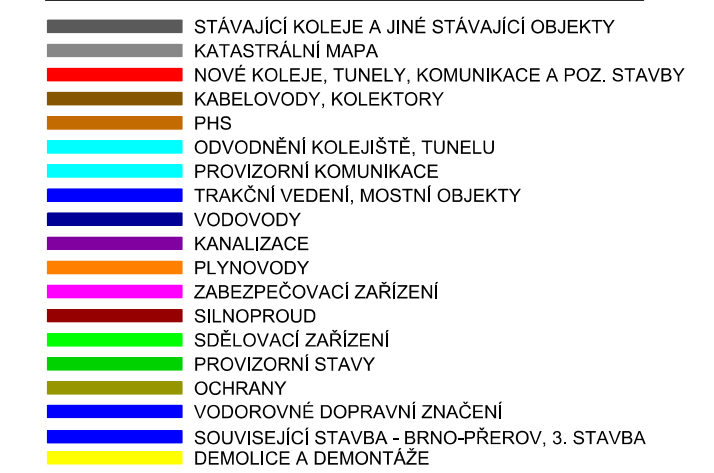 STÁVAJÍCÍ KOLEJE A JINÉ STÁVAJÍCÍ OBJEKTY
KATASTRÁLNÍ MAPA
NOVÉ KOLEJE, TUNELY, KOMUNIKACE A POZ. STAVBY
KABELOVODY, KOLEKTORY
PHS
ODVODNĚNÍ KOLEJIŠTĚ, TUNELU
PROVIZORNÍ KOMUNIKACE
TRAKČNÍ VEDENÍ, MOSTNÍ OBJEKTY
VODOVODY
KANALIZACE
PLYNOVODY
ZABEZPEČOVACÍ ZAŘÍZENÍ
SILNOPROUD
SDĚLOVACÍ ZAŘÍZENÍ
PROVIZORNÍ STAVY
OCHRANY
VODOROVNÉ DOPRAVNÍ ZNAČENÍ
SOUVISEJÍCÍ STAVBA - BRNO-PŘEROV, 3. STAVBA
DEMOLICE A DEMONTÁŽE